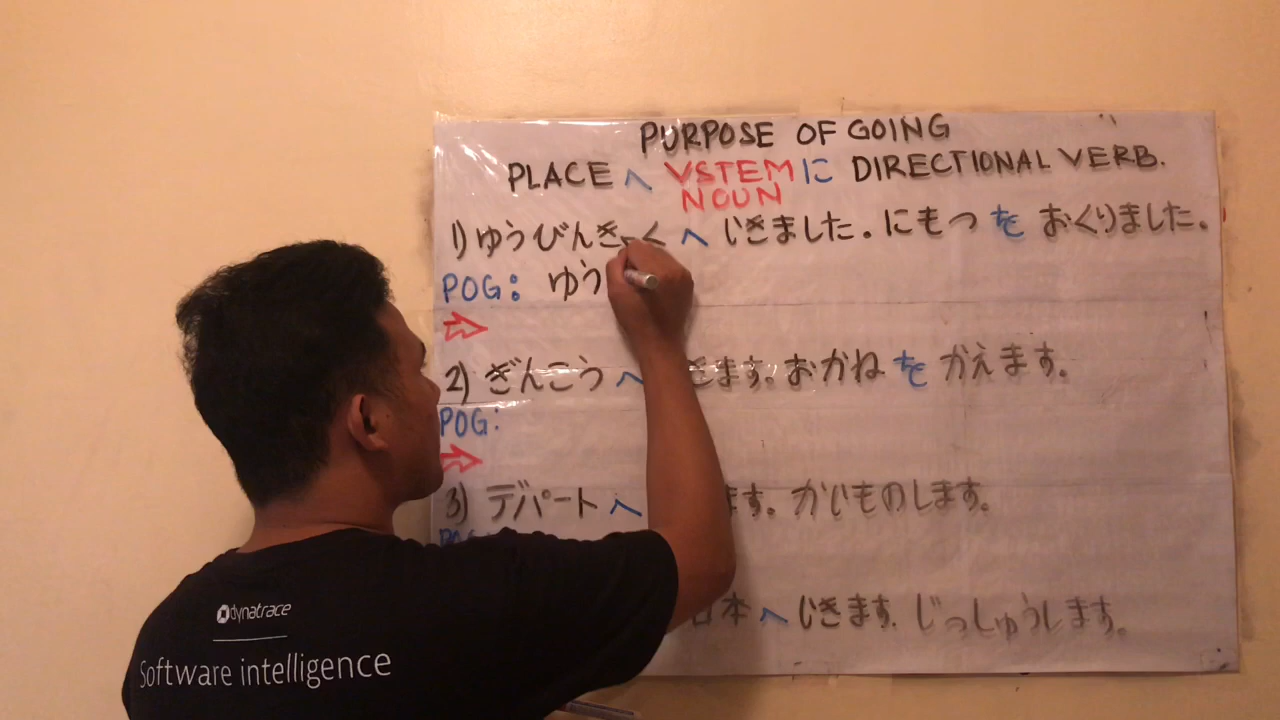 PURPOSE OF GOING
PLACE へ VSTEM に DIRECTIONAL VERB.
NOUN
1) ゆうびんきょく へ いきました。にもつ を おくりました。
POG: ゆう
2) ぎんこう へ きます。おかね を かえます。
POG:
3) デパート へ ます。かいものします。
日本 へ いきます. じっしゅうします。
dynatrace
Software intelligence